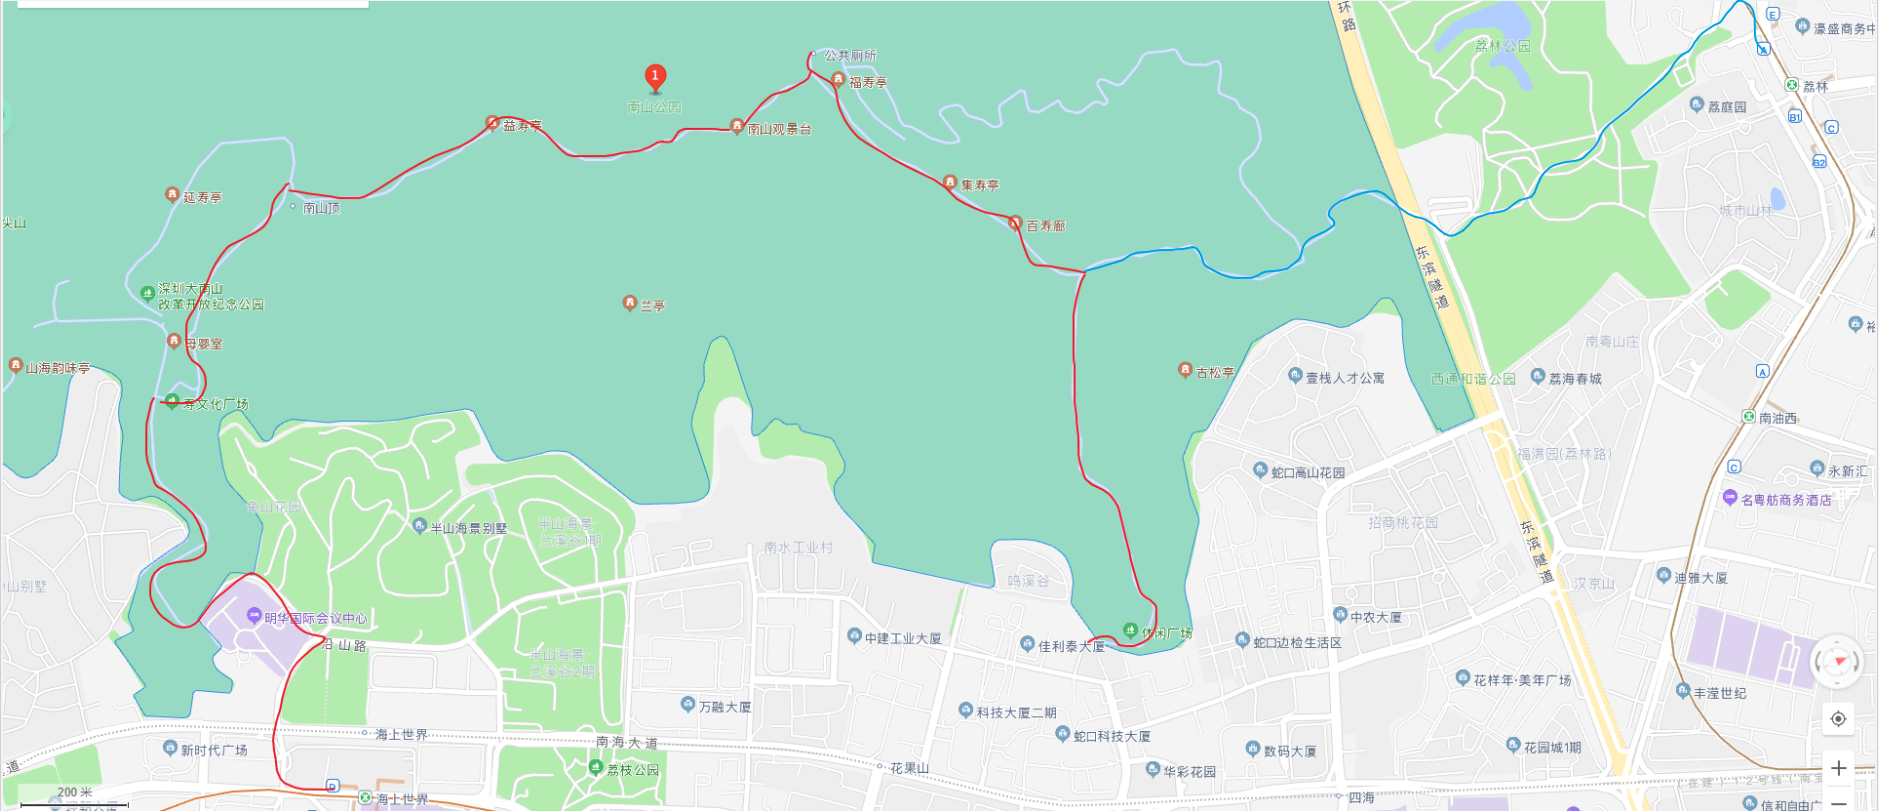 环路
荔林公园
E
濠盛商务中
A
荔林
荔庭园
B1
C
B2
公共厕所
福寿亭
1
南山公园
益寿亭
南山观景台
延寿亭
南山顶
集寿亭
百寿廊
城市山林
尖山
东滨隧道
深圳大南山
改革开放纪念公园
兰亭
母婴室
山海韵味亭
寿文化广场
古松亭
壹栈人才公寓
西通和谐公园
荔海春城
南粤山庄
裕
A
南油西
C
永新汇
名粤舫商务酒店
福满园(荔林路)
蛇口高山花园
招商桃花园
东滨隧道
半山海景别墅
半山海景·
兰溪谷1期
南水工业村
鸣溪谷
汉京山
迪雅大厦
山别墅
明华国际会议中心
沿山路
中建工业大厦
佳利泰大厦
休闲广场
中农大厦
蛇口边检生活区
半山海景·
兰溪谷2期
万融大厦
科技大厦二期
花样年·美年广场
丰滢世纪
海上世界
新时代广场
南海大道
蛇口科技大厦
数码大厦
花园城1期
道
荔枝公园
花果山
华彩花园
200 米
D
海上世界
四海
信和自由广